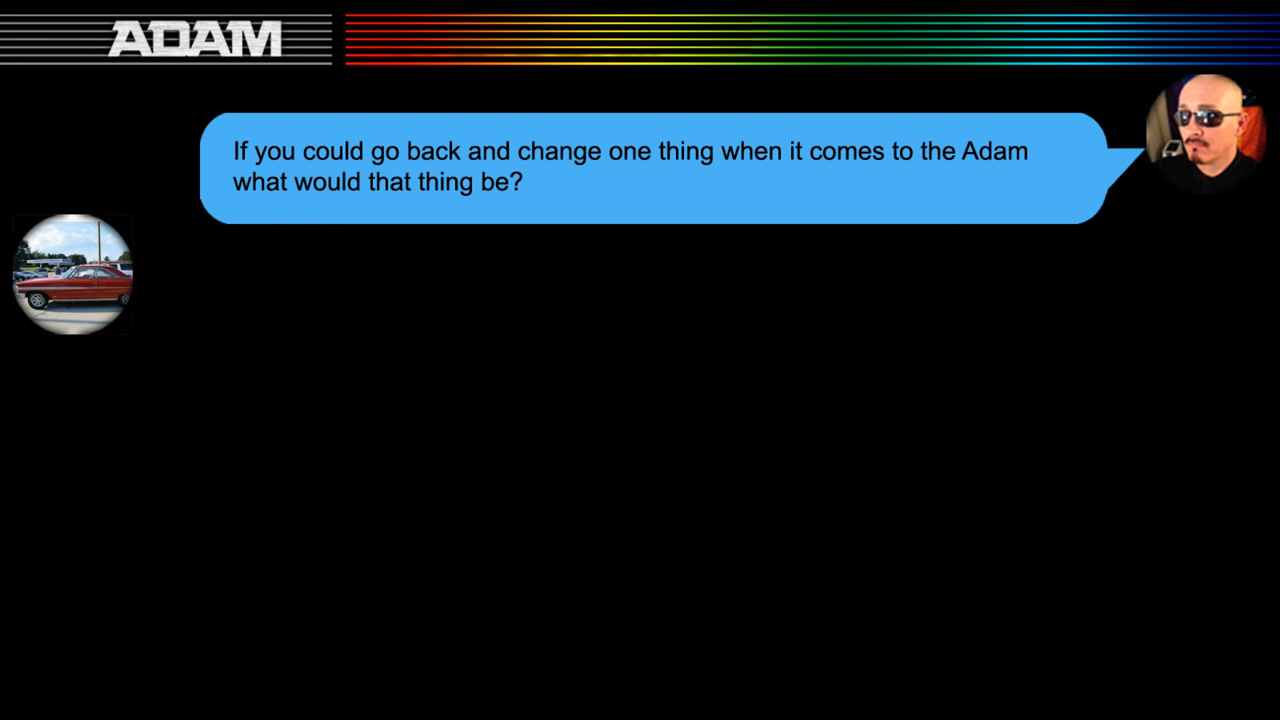 ADAM
If you could go back and change one thing when it comes to the Adam
what would that thing be?